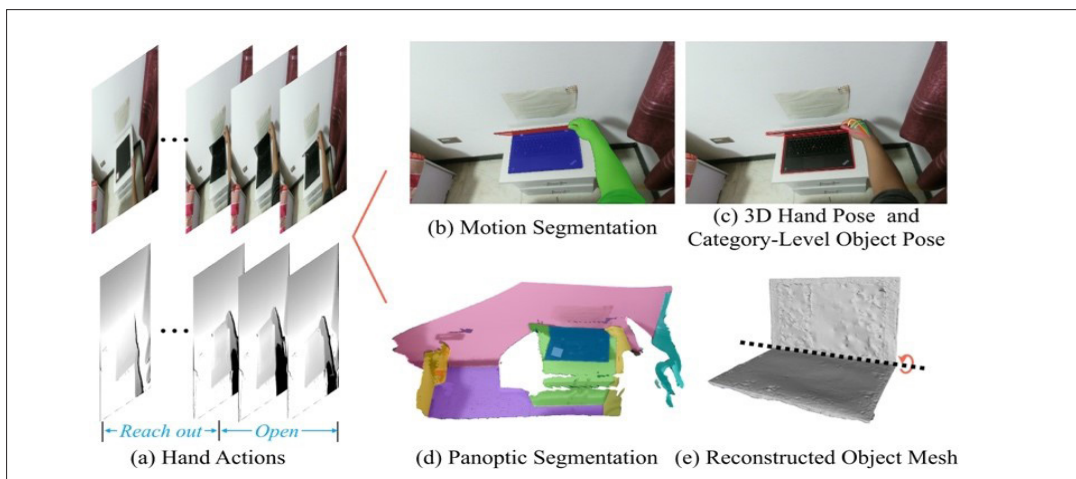 (b) Motion Segmentation
(c) 3D Hand Pose and
Category-Level Object Pose
Reach out
Open
(a) Hand Actions
(d) Panoptic Segmentation
(e) Reconstructed Object Mesh